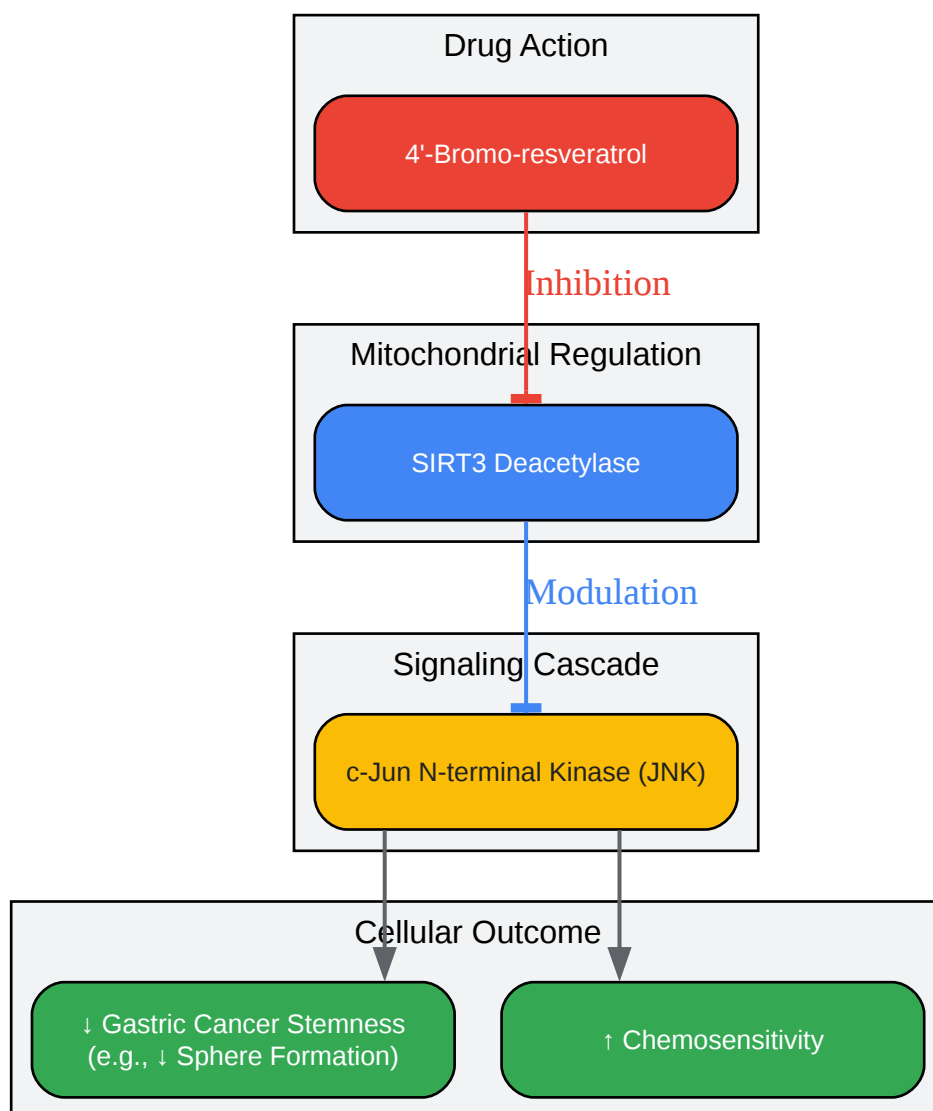 Drug Action
4'-Bromo-resveratrol
Inhibition
Mitochondrial Regulation
SIRT3 Deacetylase
Modulation
Signaling Cascade
c-Jun N-terminal Kinase (JNK)
Cellular Outcome
↓ Gastric Cancer Stemness
(e.g., ↓ Sphere Formation)
↑ Chemosensitivity